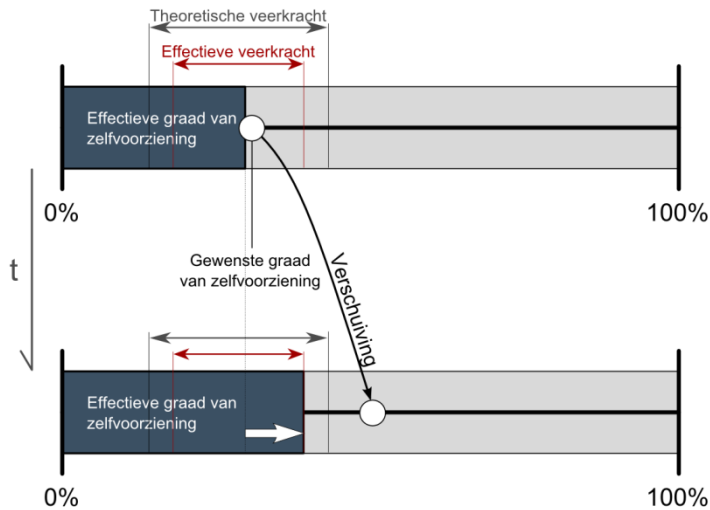 Theoretische veerkracht
Effectieve veerkracht
Effectieve graad van
zelfvoorziening
0%
100%
t
Gewenste graad
van zelfvoorziening
Verschuiving
Effectieve graad van
zelfvoorziening
0%
100%